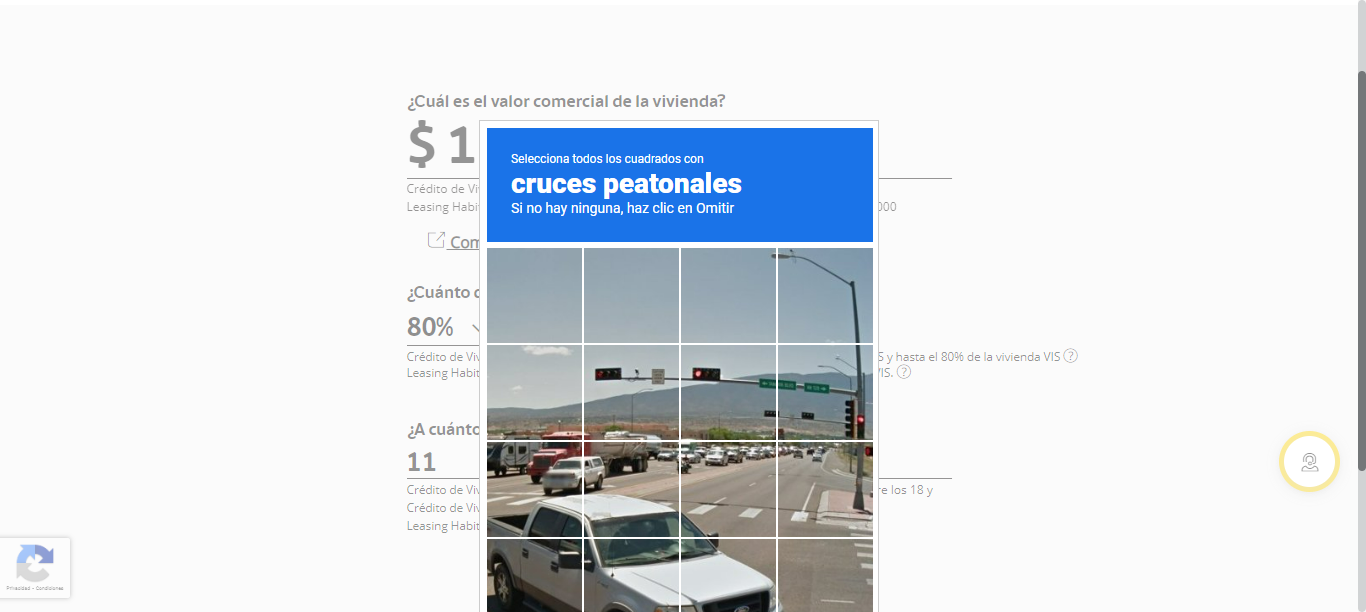 ¿Cuál es el valor comercial de la vivienda?
$ 1
Crédito de Vi
Leasing Habi
000
Com
¿Cuánto
80%
Crédito de Viv
S y hasta el 80% de la vivienda VIS ?
Leasing Habit
VIS. ?
¿A cuánto
11
Crédito de Viv
re los 18 y
Crédito de Viv
Leasing Habit
Selecciona todos los cuadrados con
cruces peatonales
Si no hay ninguna, haz clic en Omitir
Privacidad - Condiciones